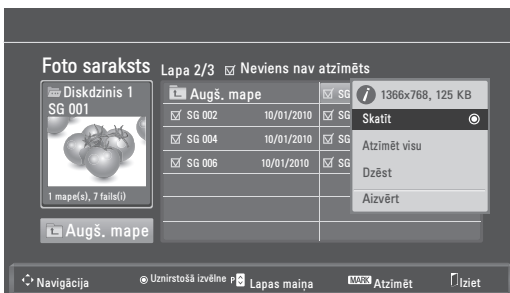 Foto saraksts Lapa 2/3 Neviens nav atzīmēts
Diskdzinis 1
SG 001
1 mape(s), 7 fails(i)
Augš. mape
Augš. mape SG
SG 002 10/01/2010 SG
SG 004 10/01/2010 SG
SG 006 10/01/2010 SG
1366x768, 125 KB
Skatīt
Atzīmēt visu
Dzēst
Aizvērt
Navigācija Uznirstošā izvēlne P Lapas maiņa MARK Atzīmēt Iziet